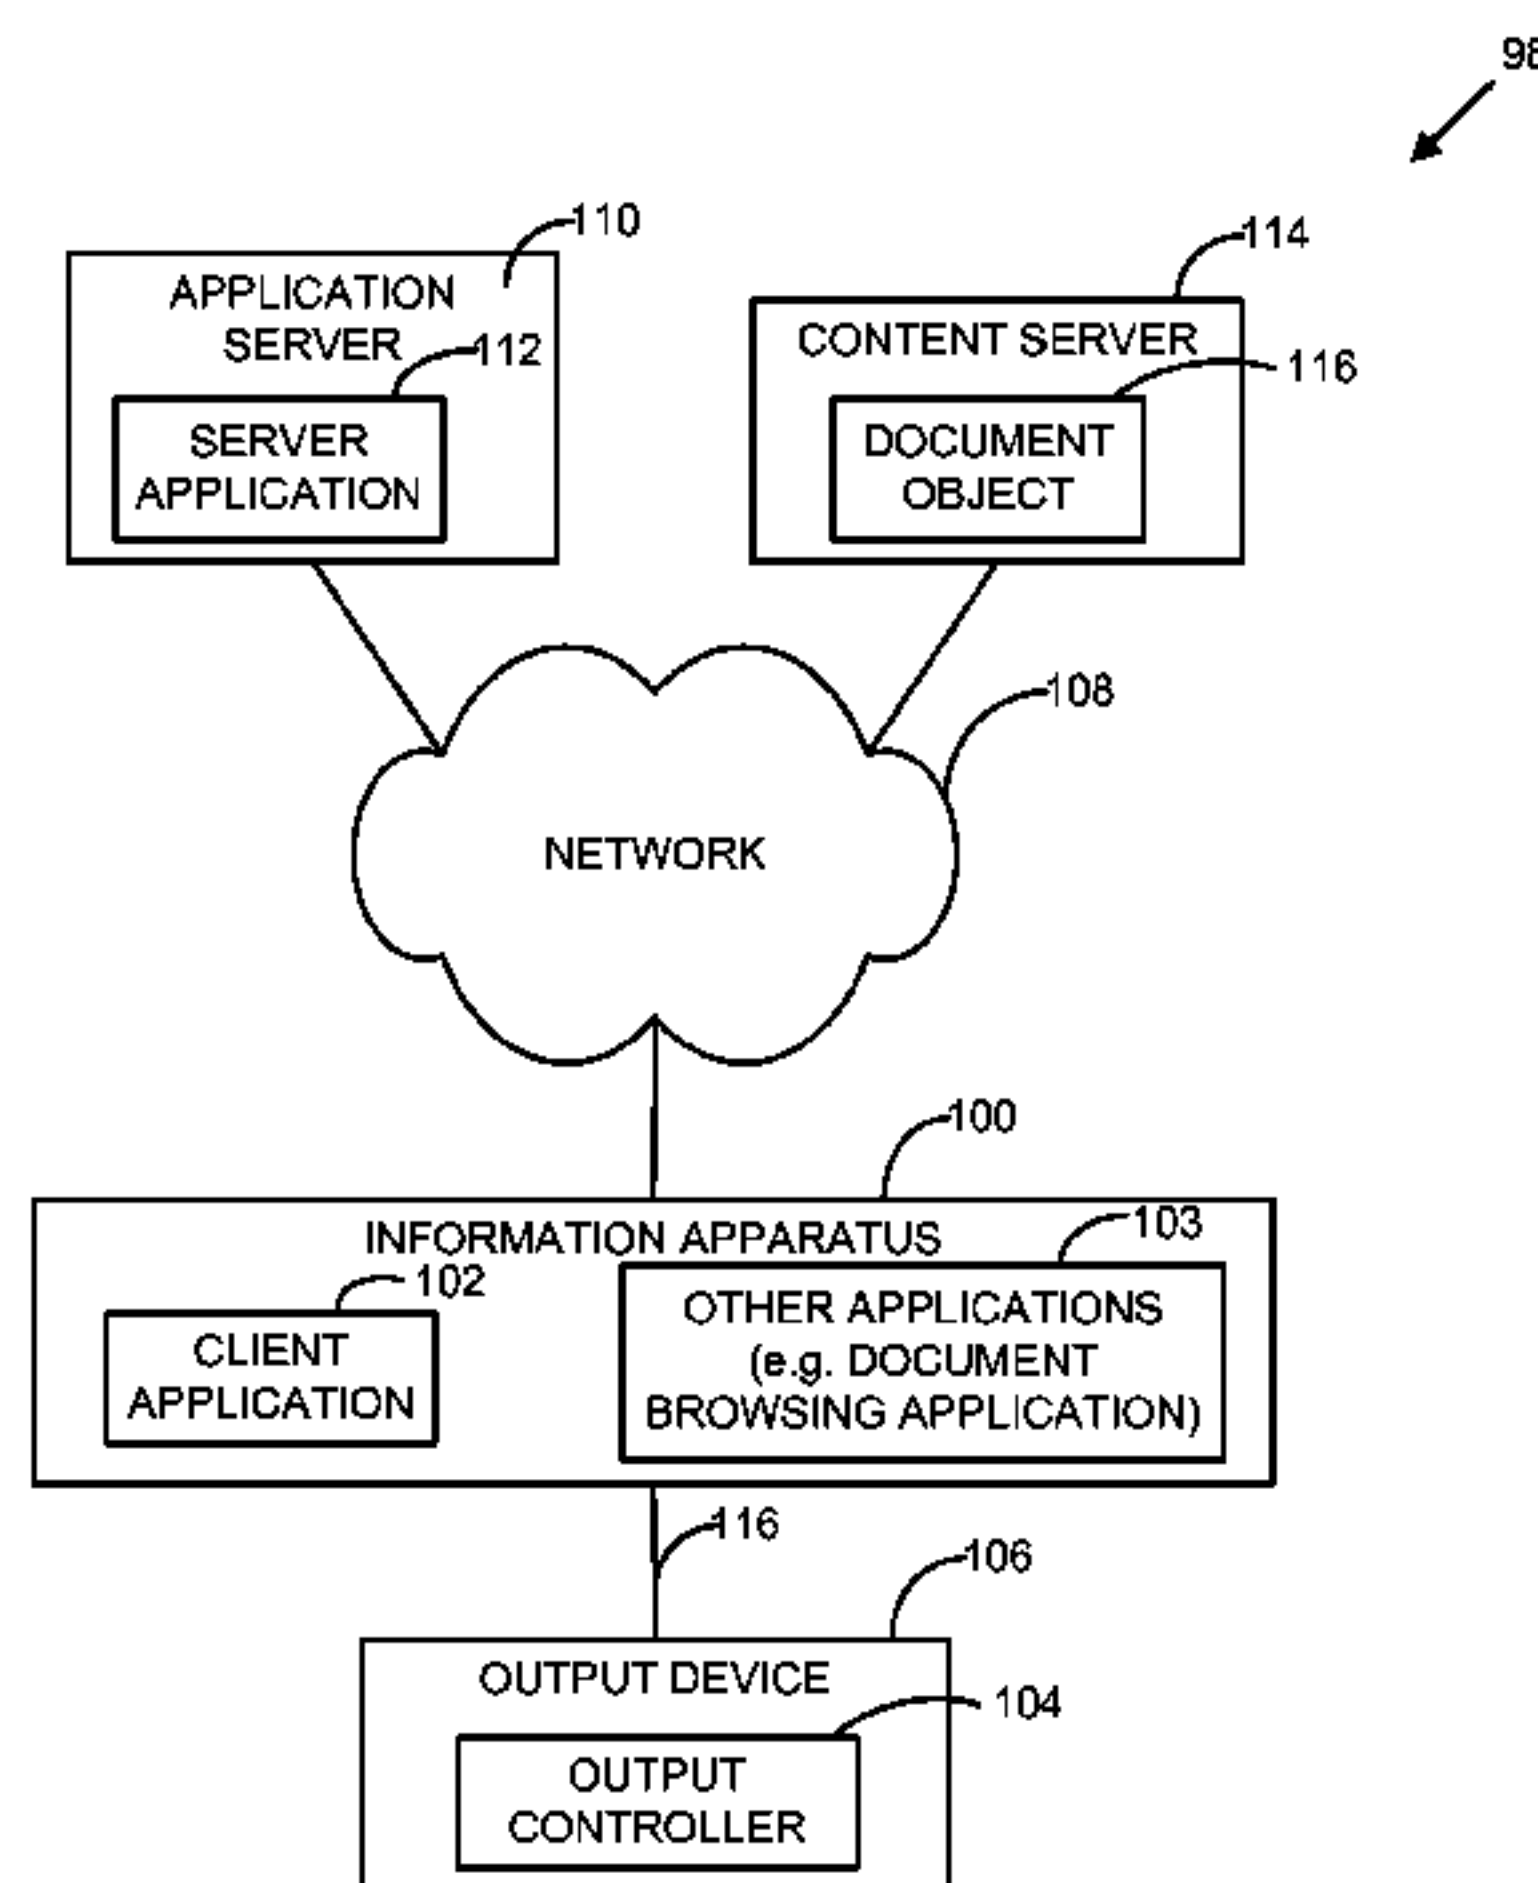 98
110
APPLICATION
SERVER
112
SERVER
APPLICATION
114
CONTENT SERVER
116
DOCUMENT
OBJECT
108
NETWORK
100
INFORMATION APPARATUS
103
102
OTHER APPLICATIONS
(e.g. DOCUMENT
BROWSING APPLICATION)
CLIENT
APPLICATION
116
106
OUTPUT DEVICE
104
OUTPUT
CONTROLLER